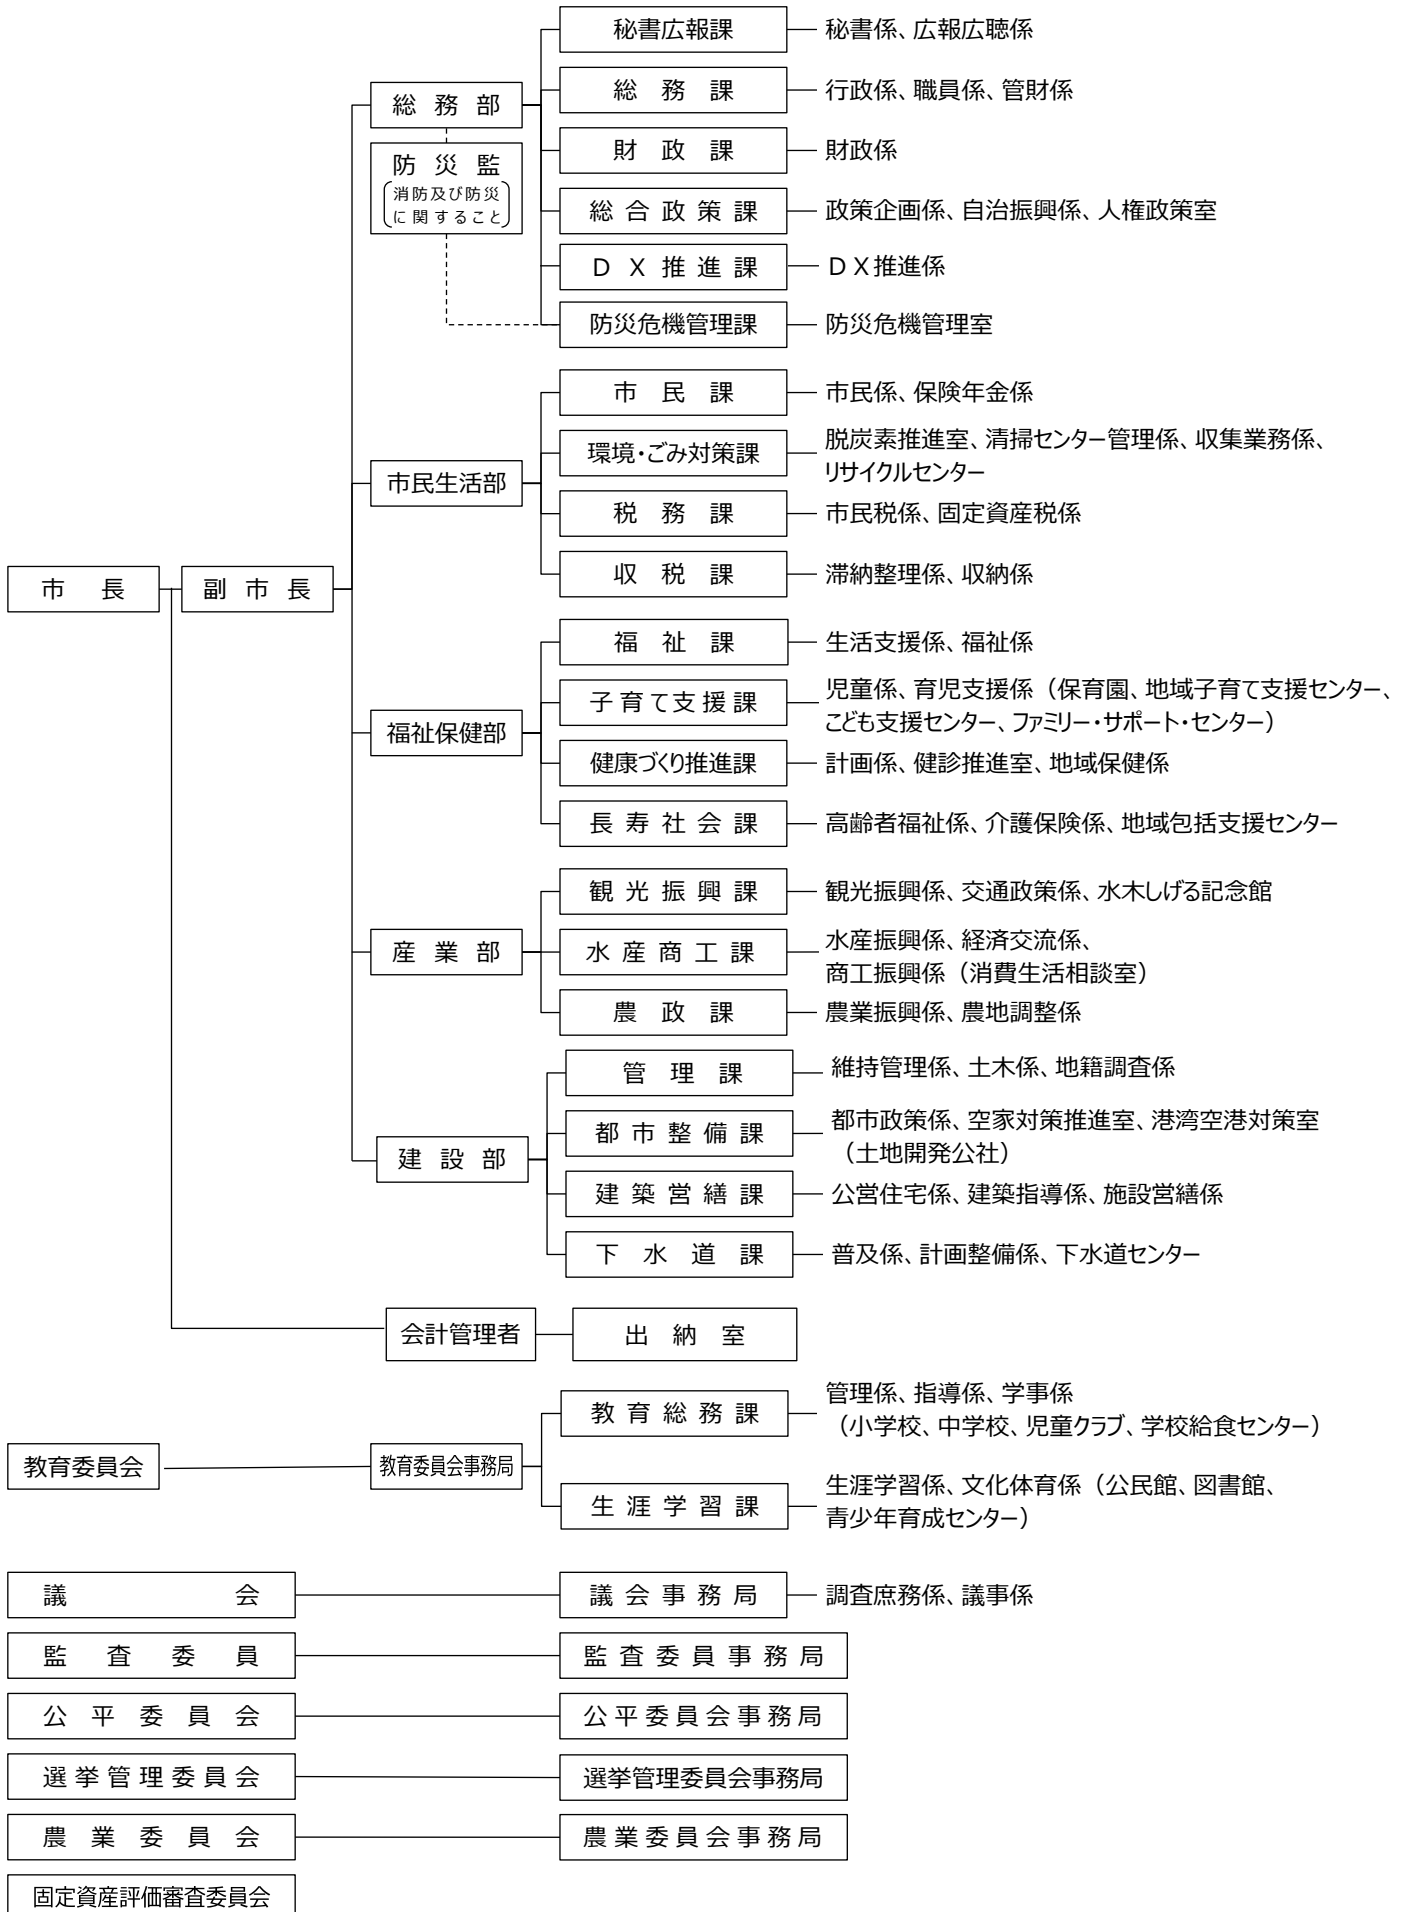 秘書広報課
秘書係、広報広聴係
総務部
総務課
行政係、職員係、管財係
財政課
財政係
防災監
消防及び防災
に関すること
総合政策課
政策企画係、自治振興係、人権政策室
ＤＸ推進課
ＤＸ推進係
防災危機管理課
防災危機管理室
市民課
市民係、保険年金係
環境・ごみ対策課
脱炭素推進室、清掃センター管理係、収集業務係、
リサイクルセンター
市民生活部
税務課
市民税係、固定資産税係
収税課
滞納整理係、収納係
市長
副市長
福祉課
生活支援係、福祉係
子育て支援課
児童係、育児支援係（保育園、地域子育て支援センター、
こども支援センター、ファミリー・サポート・センター）
福祉保健部
健康づくり推進課
計画係、健診推進室、地域保健係
長寿社会課
高齢者福祉係、介護保険係、地域包括支援センター
観光振興課
観光振興係、交通政策係、水木しげる記念館
産業部
水産商工課
水産振興係、経済交流係、
商工振興係（消費生活相談室）
農政課
農業振興係、農地調整係
管理課
維持管理係、土木係、地籍調査係
都市整備課
都市政策係、空家対策推進室、港湾空港対策室
（土地開発公社）
建設部
建築営繕課
公営住宅係、建築指導係、施設営繕係
下水道課
普及係、計画整備係、下水道センター
会計管理者
出納室
教育総務課
管理係、指導係、学事係
（小学校、中学校、児童クラブ、学校給食センター）
教育委員会
教育委員会事務局
生涯学習課
生涯学習係、文化体育係（公民館、図書館、
青少年育成センター）
議会
議会事務局
調査庶務係、議事係
監査委員
監査委員事務局
公平委員会
公平委員会事務局
選挙管理委員会
選挙管理委員会事務局
農業委員会
農業委員会事務局
固定資産評価審査委員会